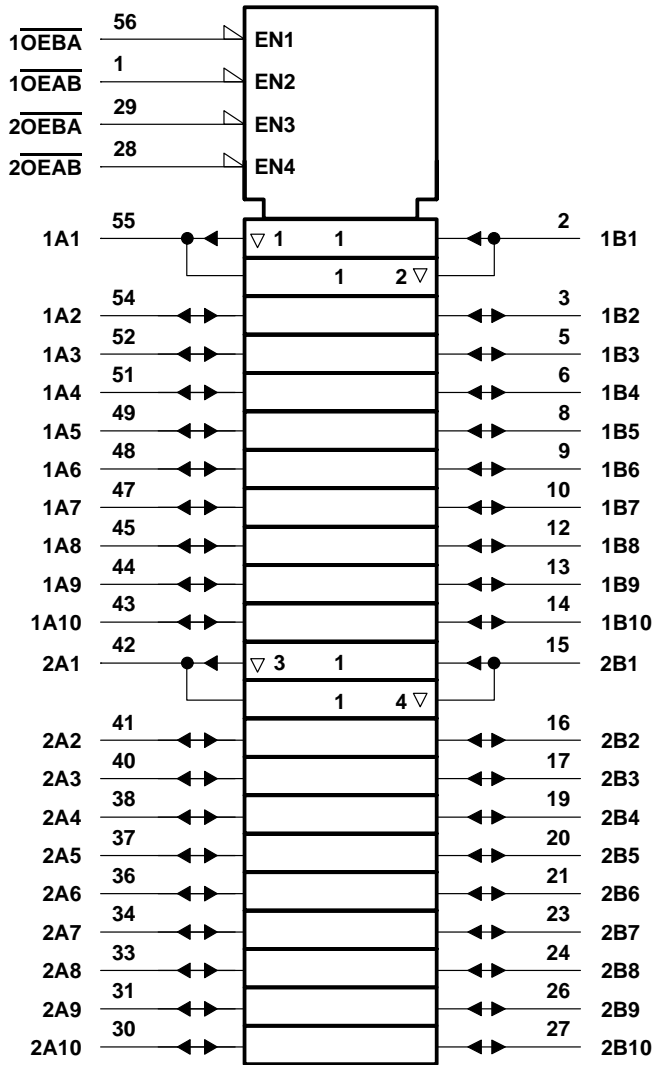 1OEBA 56 EN1
1OEAB 1 EN2
2OEBA 29 EN3
2OEAB 28 EN4
1A1 55 ▽ 1 1 2 1B1
1 2 ▽
1A2 54 3 1B2
1A3 52 5 1B3
1A4 51 6 1B4
1A5 49 8 1B5
1A6 48 9 1B6
1A7 47 10 1B7
1A8 45 12 1B8
1A9 44 13 1B9
1A10 43 14 1B10
2A1 42 ▽ 3 1 15 2B1
1 4 ▽
2A2 41 16 2B2
2A3 40 17 2B3
2A4 38 19 2B4
2A5 37 20 2B5
2A6 36 21 2B6
2A7 34 23 2B7
2A8 33 24 2B8
2A9 31 26 2B9
2A10 30 27 2B10